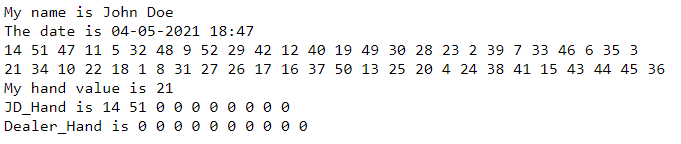 My name is John Doe
The date is 04-05-2021 18:47
14 51 47 11 5 32 48 9 52 29 42 12 40 19 49 30 28 23 2 39 7 33 46 6 35 3
21 34 10 22 18 1 8 31 27 26 17 16 37 50 13 25 20 4 24 38 41 15 43 44 45 36
My hand value is 21
JD_Hand is 14 51 0 0 0 0 0 0 0 0
Dealer_Hand is 0 0 0 0 0 0 0 0 0 0